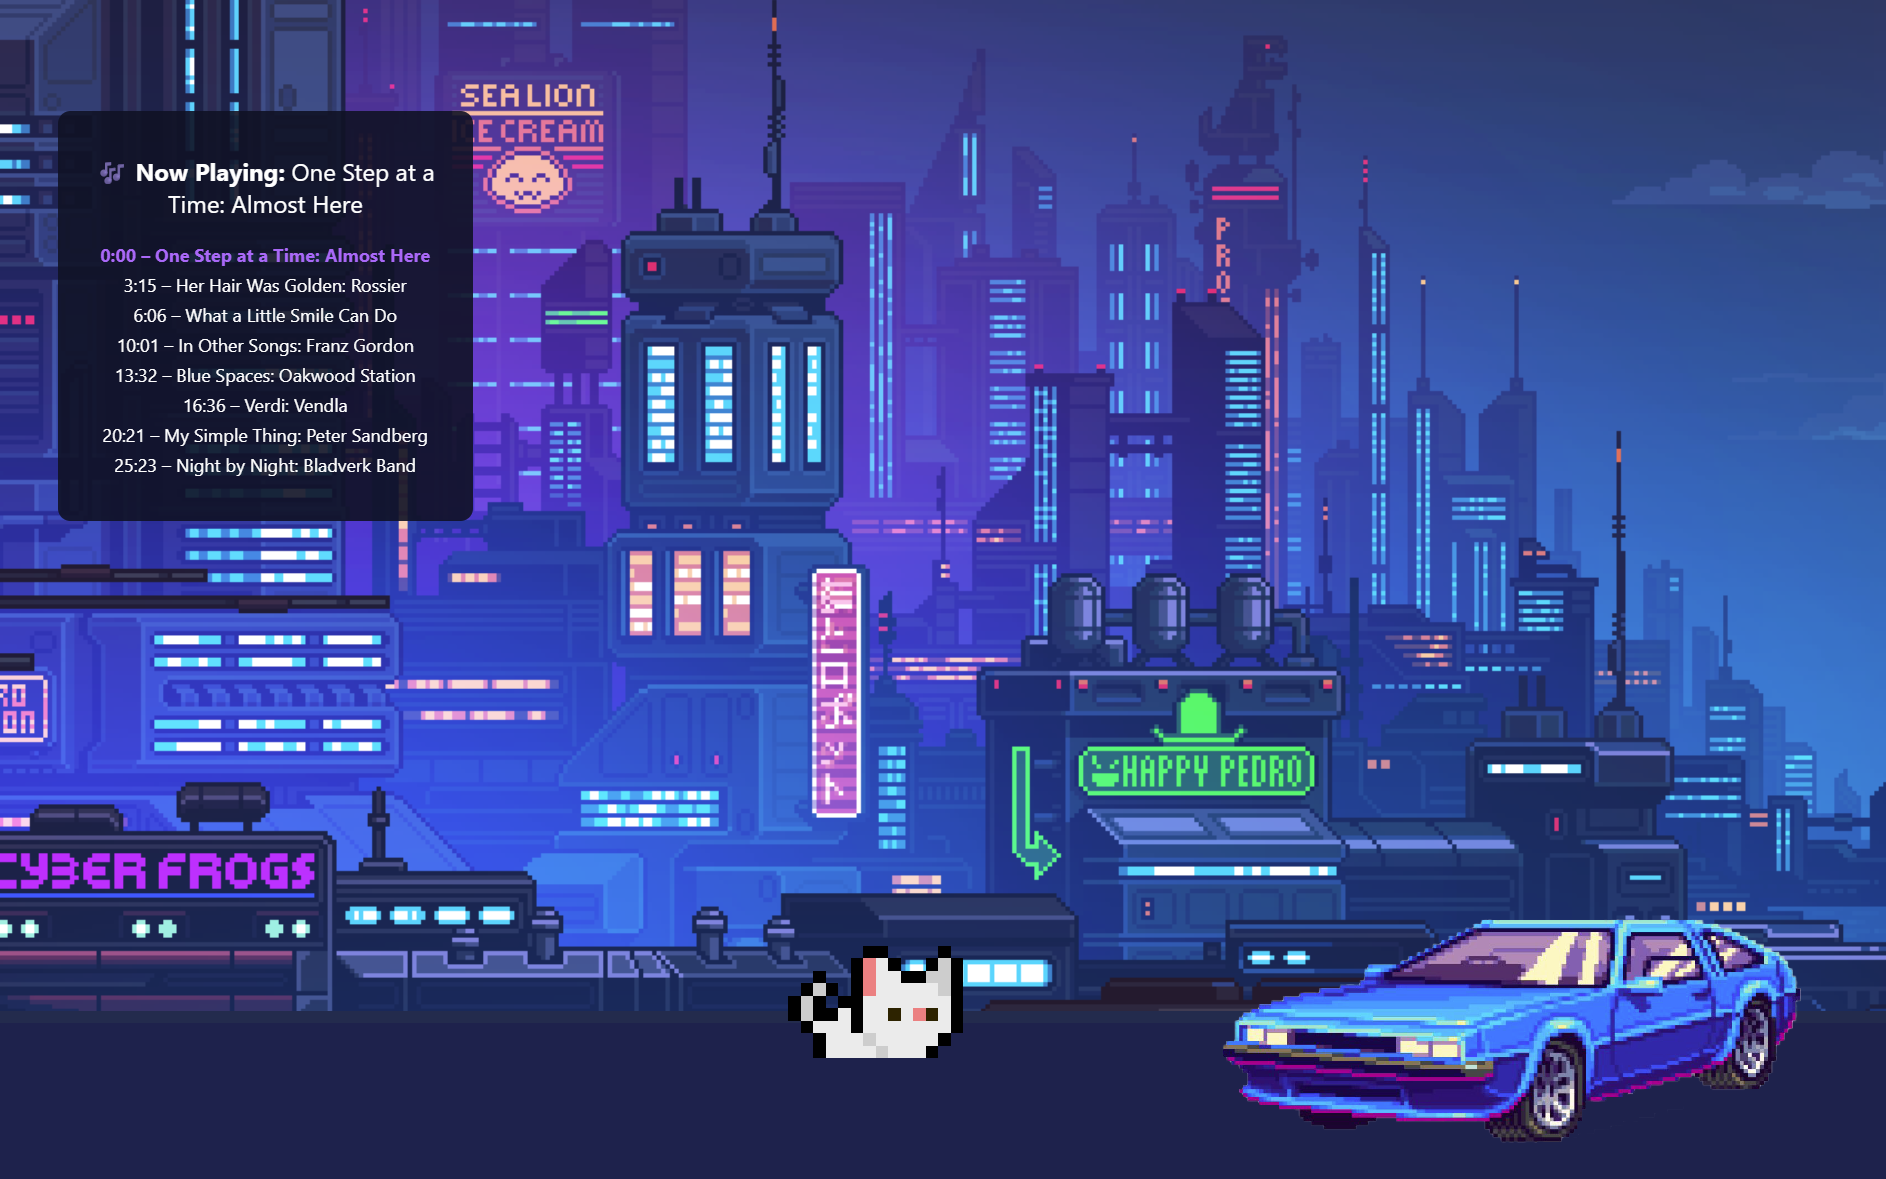 SEA LION
ICE CREAM
🎶 Now Playing: One Step at a
Time: Almost Here
0:00 – One Step at a Time: Almost Here
3:15 – Her Hair Was Golden: Rossier
6:06 – What a Little Smile Can Do
10:01 – In Other Songs: Franz Gordon
13:32 – Blue Spaces: Oakwood Station
16:36 – Verdi: Vendla
20:21 – My Simple Thing: Peter Sandberg
25:23 – Night by Night: Bladverk Band
PRO
RO
ON
HAPPY PEDRO
CYBER FROGS